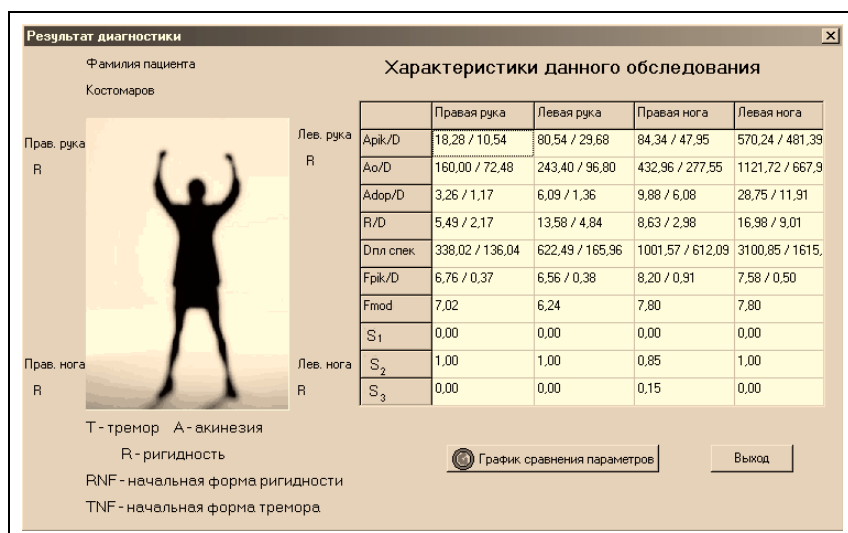 Результат диагностики
Фамилия пациента
Костомаров
Характеристики данного обследования
Прав. рука
R
Лев. рука
R
Прав. нога
R
Лев. нога
R
Правая рука Левая рука Правая нога Левая нога
Apik/D 18,28 / 10,54 80,54 / 29,68 84,34 / 47,95 570,24 / 481,39
Ao/D 160,00 / 72,48 243,40 / 96,80 432,96 / 277,55 1121,72 / 667,9
Adop/D 3,26 / 1,17 6,09 / 1,36 9,88 / 6,08 28,75 / 11,91
R/D 5,49 / 2,17 13,58 / 4,84 8,63 / 2,98 16,98 / 9,01
Dпл спек 338,02 / 136,04 622,49 / 165,96 1001,57 / 612,09 3100,85 / 1615,
Fpik/D 6,76 / 0,37 6,56 / 0,38 8,20 / 0,91 7,58 / 0,50
Fmod 7,02 6,24 7,80 7,80
S1 0,00 0,00 0,00 0,00
S2 1,00 1,00 0,85 1,00
S3 0,00 0,00 0,15 0,00
Т - тремор А - акинезия
R - ригидность
RNF - начальная форма ригидности
TNF - начальная форма тремора
График сравнения параметров
Выход